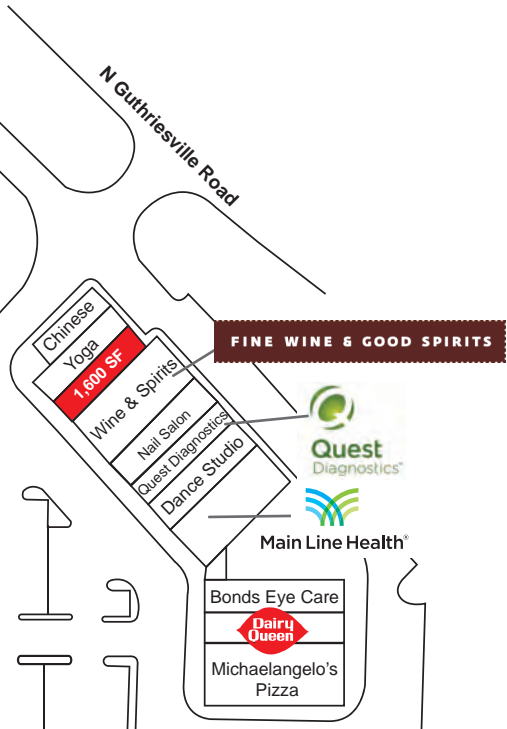 N Guthriesville Road
Chinese
Yoga
1,600 SF
Wine & Spirits
FINE WINE & GOOD SPIRITS
Nail Salon
Quest Diagnostics
Dance Studio
Quest
Diagnostics™
Main Line Health®
Bonds Eye Care
Dairy
Queen
Michaelangelo's
Pizza